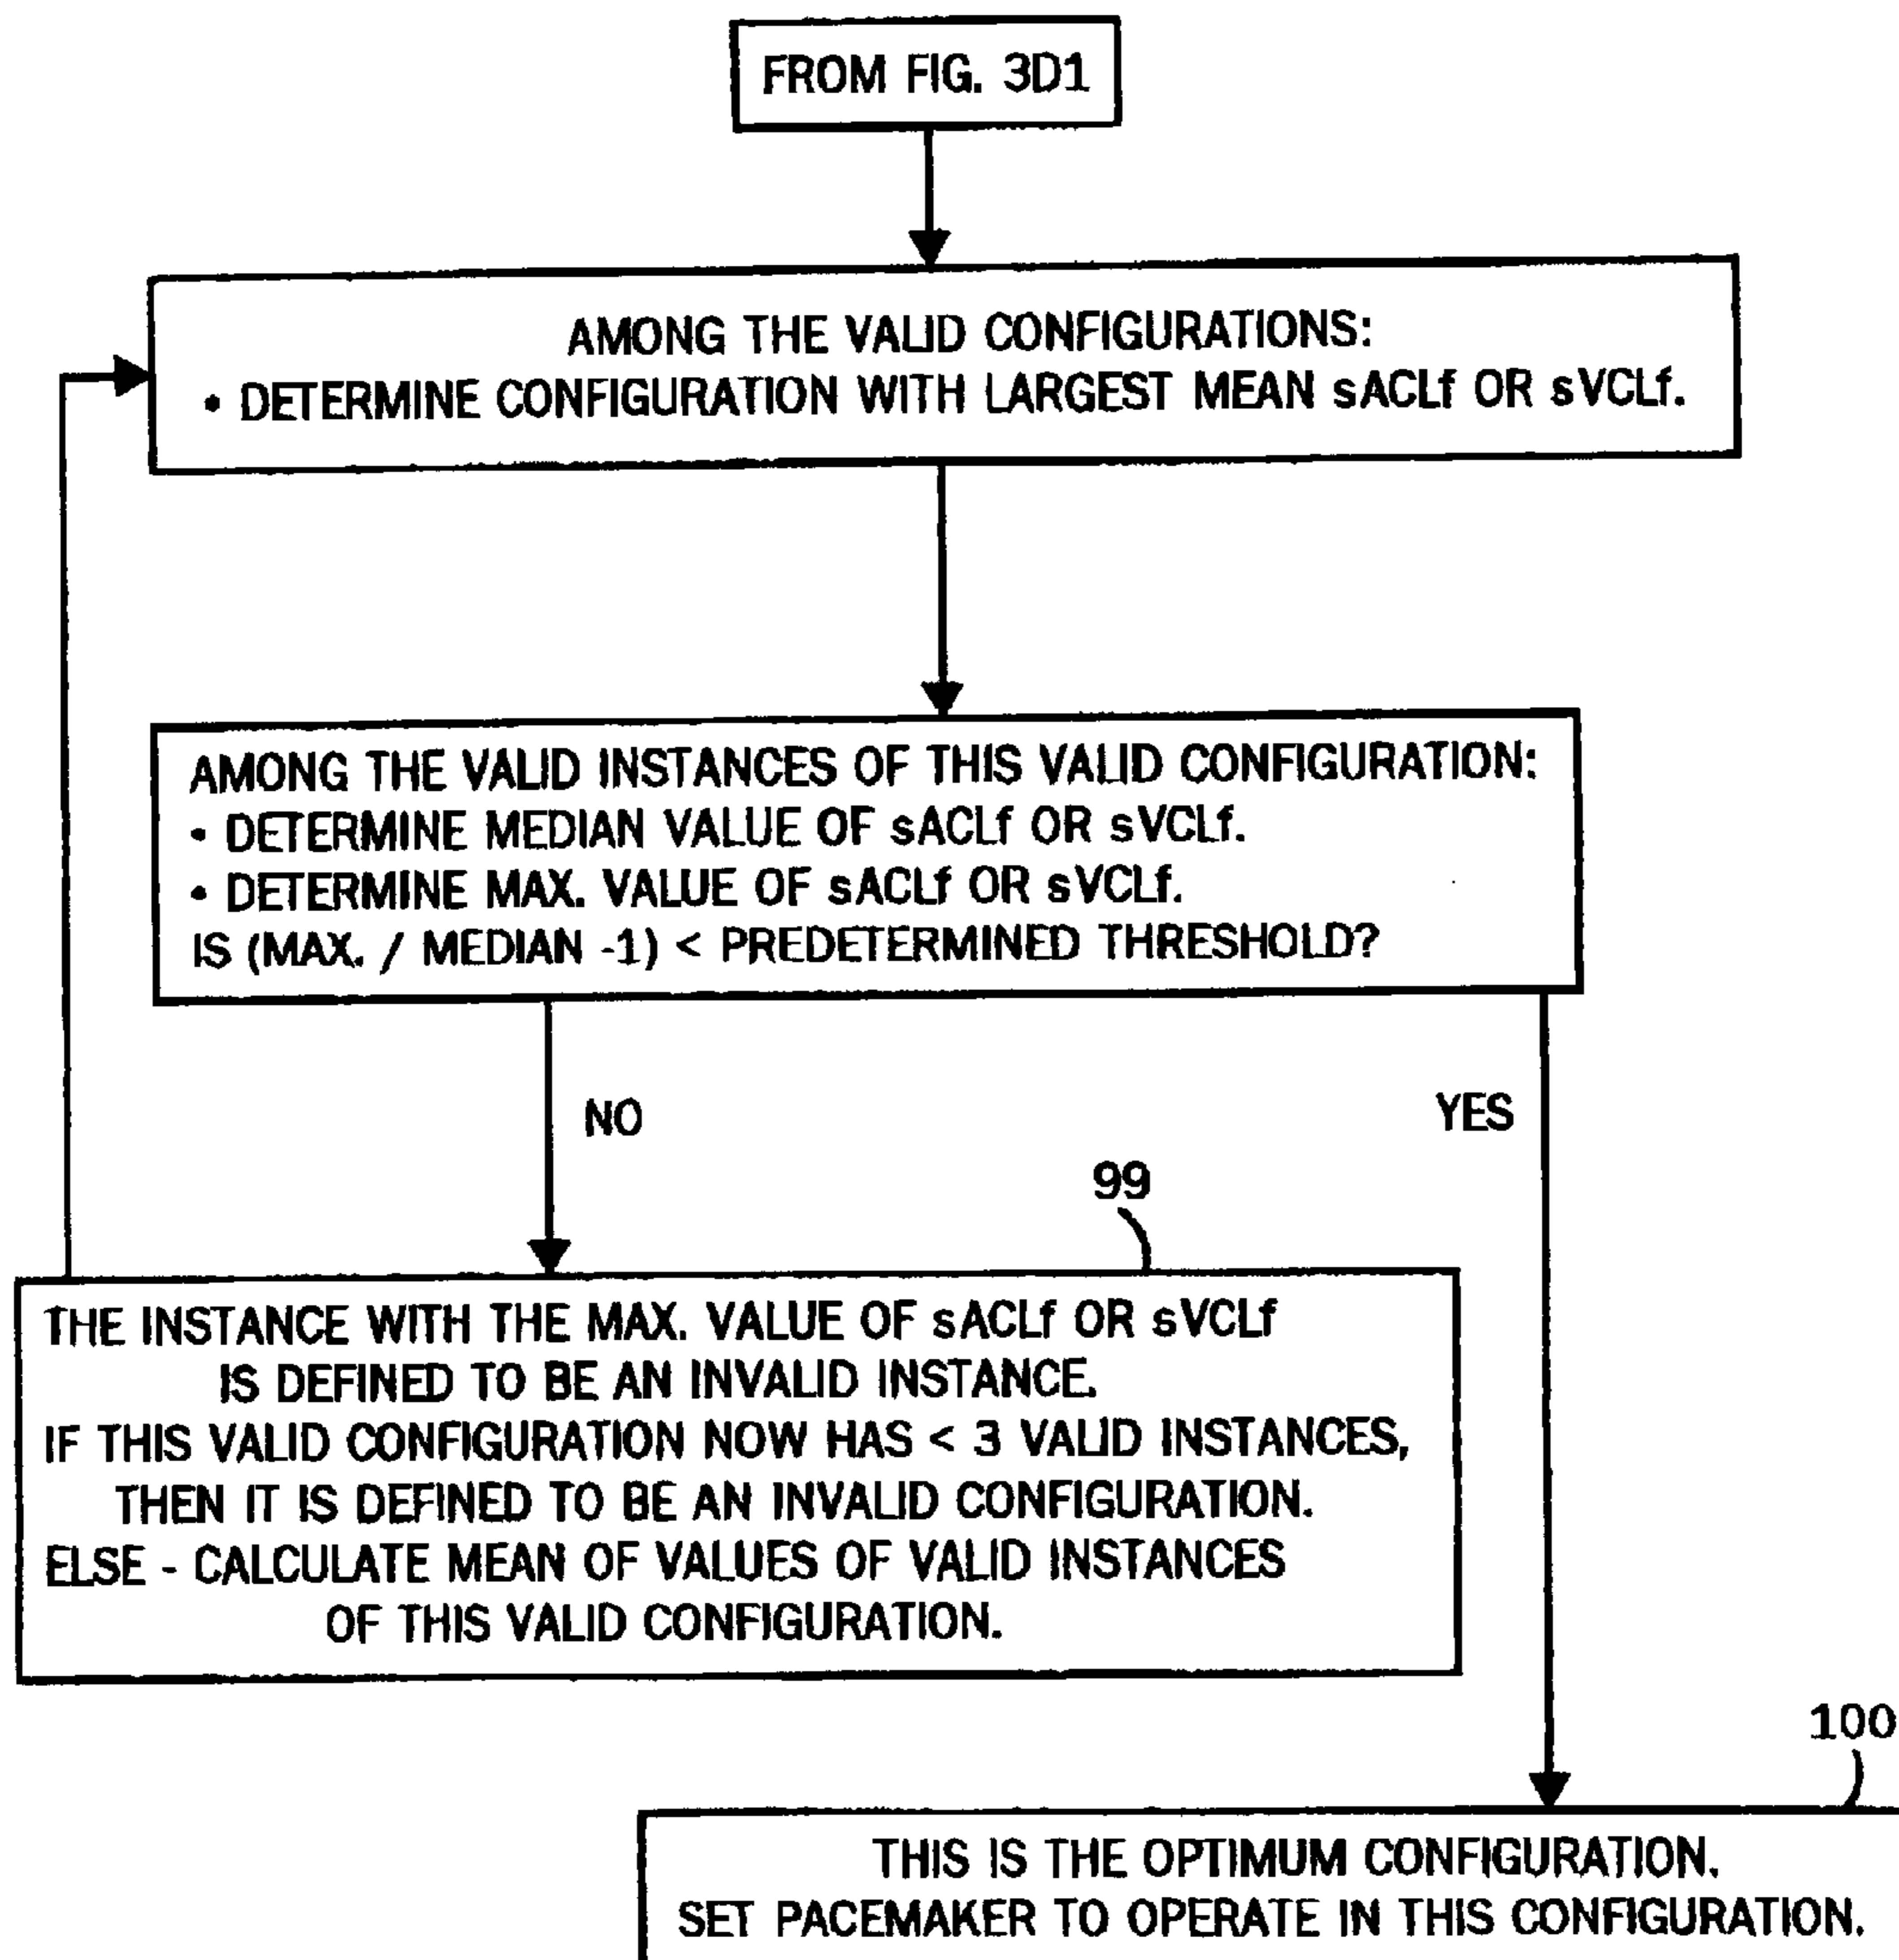 FROM FIG. 3D1
AMONG THE VALID CONFIGURATIONS:
• DETERMINE CONFIGURATION WITH LARGEST MEAN sACLf OR sVCLf.
AMONG THE VALID INSTANCES OF THIS VALID CONFIGURATION:
• DETERMINE MEDIAN VALUE OF sACLf OR sVCLf.
• DETERMINE MAX. VALUE OF sACLf OR sVCLf.
IS (MAX. / MEDIAN -1) < PREDETERMINED THRESHOLD?
NO
YES
99
THE INSTANCE WITH THE MAX. VALUE OF sACLf OR sVCLf
IS DEFINED TO BE AN INVALID INSTANCE.
IF THIS VALID CONFIGURATION NOW HAS < 3 VALID INSTANCES,
THEN IT IS DEFINED TO BE AN INVALID CONFIGURATION.
ELSE - CALCULATE MEAN OF VALUES OF VALID INSTANCES
OF THIS VALID CONFIGURATION.
100
THIS IS THE OPTIMUM CONFIGURATION.
SET PACEMAKER TO OPERATE IN THIS CONFIGURATION.